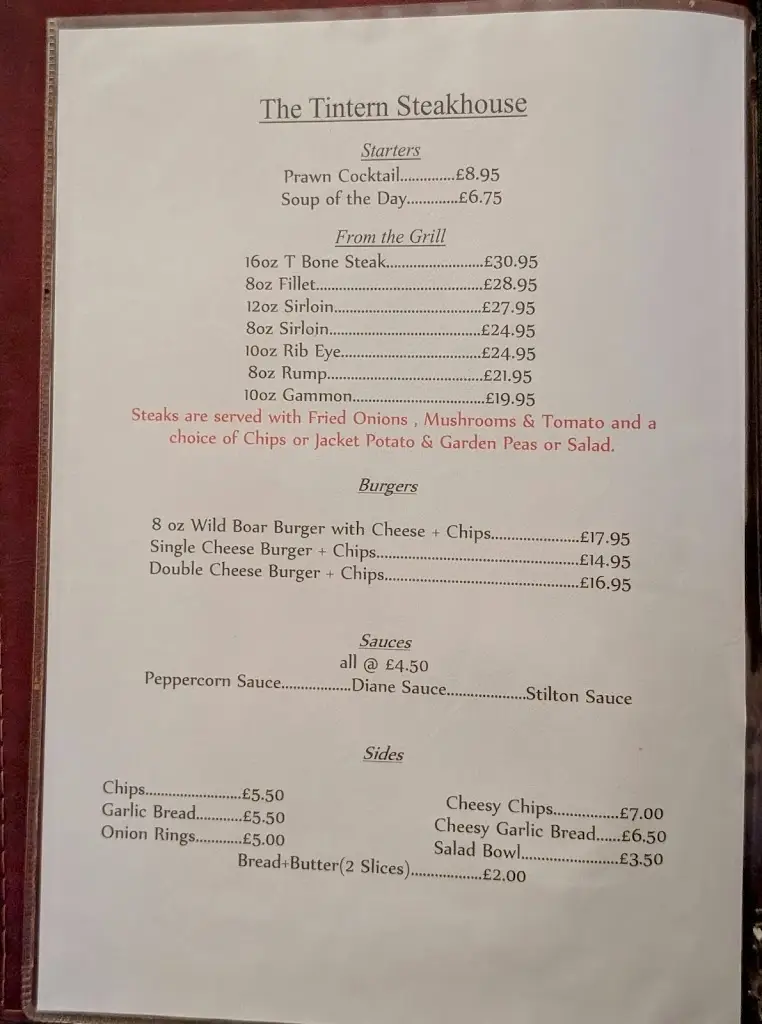 The Tintern Steakhouse
Starters
Prawn Cocktail.............£8.95
Soup of the Day............£6.75
From the Grill
16oz T Bone Steak........................£30.95
8oz Fillet.........................................£28.95
12oz Sirloin....................................£27.95
8oz Sirloin.....................................£24.95
10oz Rib Eye..................................£24.95
8oz Rump......................................£21.95
10oz Gammon................................£19.95
Steaks are served with Fried Onions , Mushrooms & Tomato and a
choice of Chips or Jacket Potato & Garden Peas or Salad.
Burgers
8 oz Wild Boar Burger with Cheese + Chips.....................£17.95
Single Cheese Burger + Chips.................................................£14.95
Double Cheese Burger + Chips...............................................£16.95
Sauces
all @ £4.50
Peppercorn Sauce.................Diane Sauce...................Stilton Sauce
Sides
Chips.......................£5.50 Cheesy Chips................£7.00
Garlic Bread...........£5.50 Cheesy Garlic Bread......£6.50
Onion Rings...........£5.00 Salad Bowl.......................£3.50
Bread+Butter(2 Slices).................£2.00